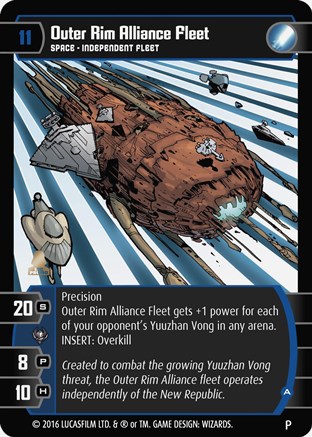 11
Outer Rim Alliance Fleet
SPACE - INDEPENDENT FLEET
20 S
Precision
Outer Rim Alliance Fleet gets +1 power for each
of your opponent's Yuuzhan Vong in any arena.
INSERT: Overkill
8 P
10 H
Created to combat the growing Yuuzhan Vong
threat, the Outer Rim Alliance fleet operates
independently of the New Republic.
A
© 2016 LUCASFILM LTD. & ® or TM. GAME DESIGN: WIZARDS.
P